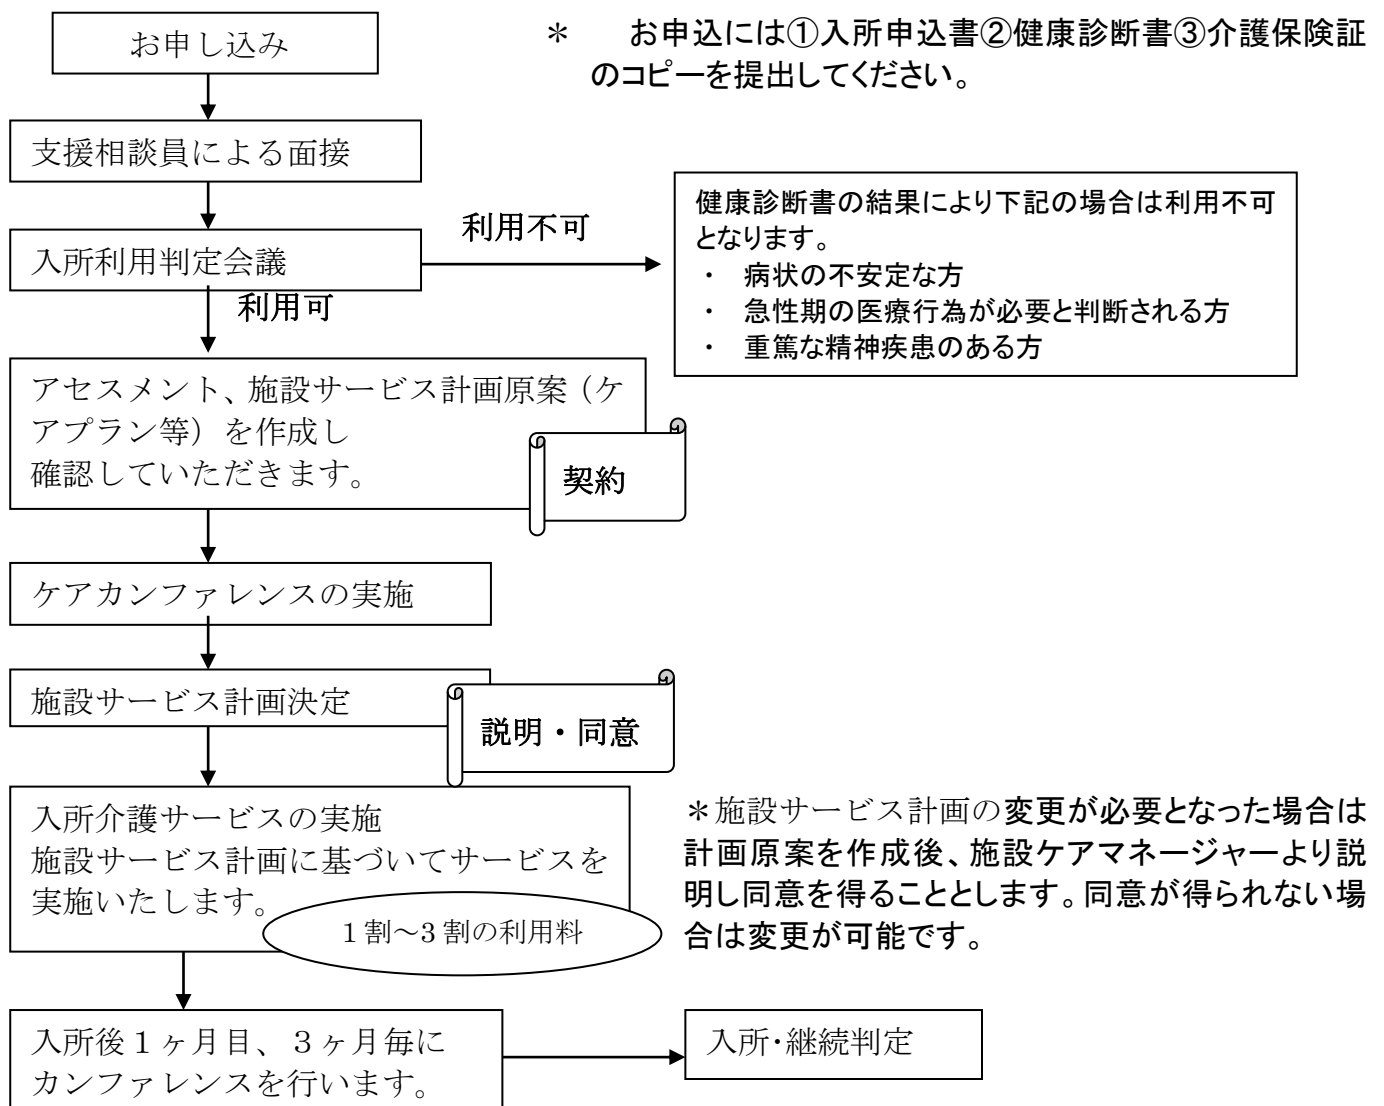 お申し込み
＊　　お申込には①入所申込書②健康診断書③介護保険証
のコピーを提出してください。
支援相談員による面接
入所利用判定会議
利用不可
健康診断書の結果により下記の場合は利用不可
となります。
・　病状の不安定な方
・　急性期の医療行為が必要と判断される方
・　重篤な精神疾患のある方
利用可
アセスメント、施設サービス計画原案（ケ
アプラン等）を作成し
確認していただきます。
契約
ケアカンファレンスの実施
施設サービス計画決定
説明・同意
入所介護サービスの実施
施設サービス計画に基づいてサービスを
実施いたします。
1割～3割の利用料
＊施設サービス計画の変更が必要となった場合は
計画原案を作成後、施設ケアマネージャーより説
明し同意を得ることとします。同意が得られない場
合は変更が可能です。
入所後１ヶ月目、３ヶ月毎に
カンファレンスを行います。
入所･継続判定